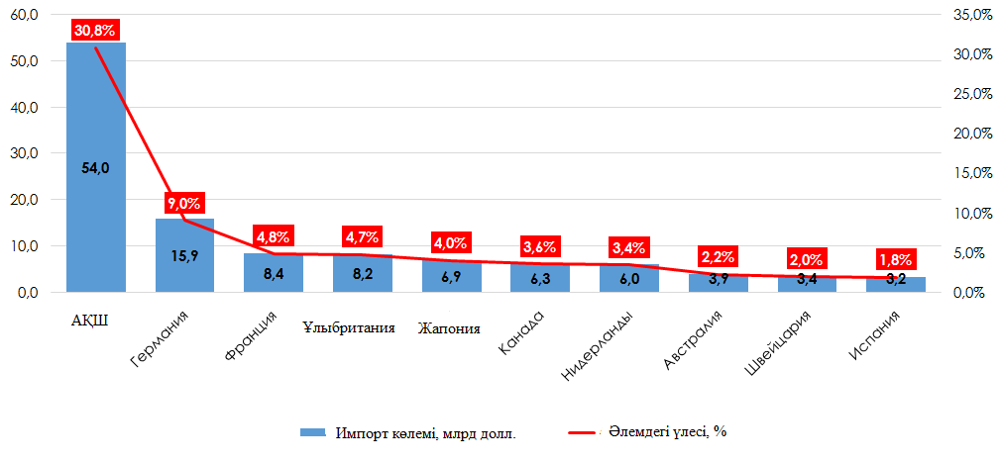 60,0
50,0
40,0
30,0
20,0
10,0
0,0
35,0%
30,0%
25,0%
20,0%
15,0%
10,0%
5,0%
0,0%
30,8%
9,0%
4,8%
4,7%
4,0%
3,6%
3,4%
2,2%
2,0%
1,8%
54,0
15,9
8,4
8,2
6,9
6,3
6,0
3,9
3,4
3,2
АҚШ
Германия
Франция
Ұлыбритания
Жапония
Канада
Нидерланды
Австралия
Швейцария
Испания
Импорт көлемі, млрд долл.
Әлемдегі үлесі, %